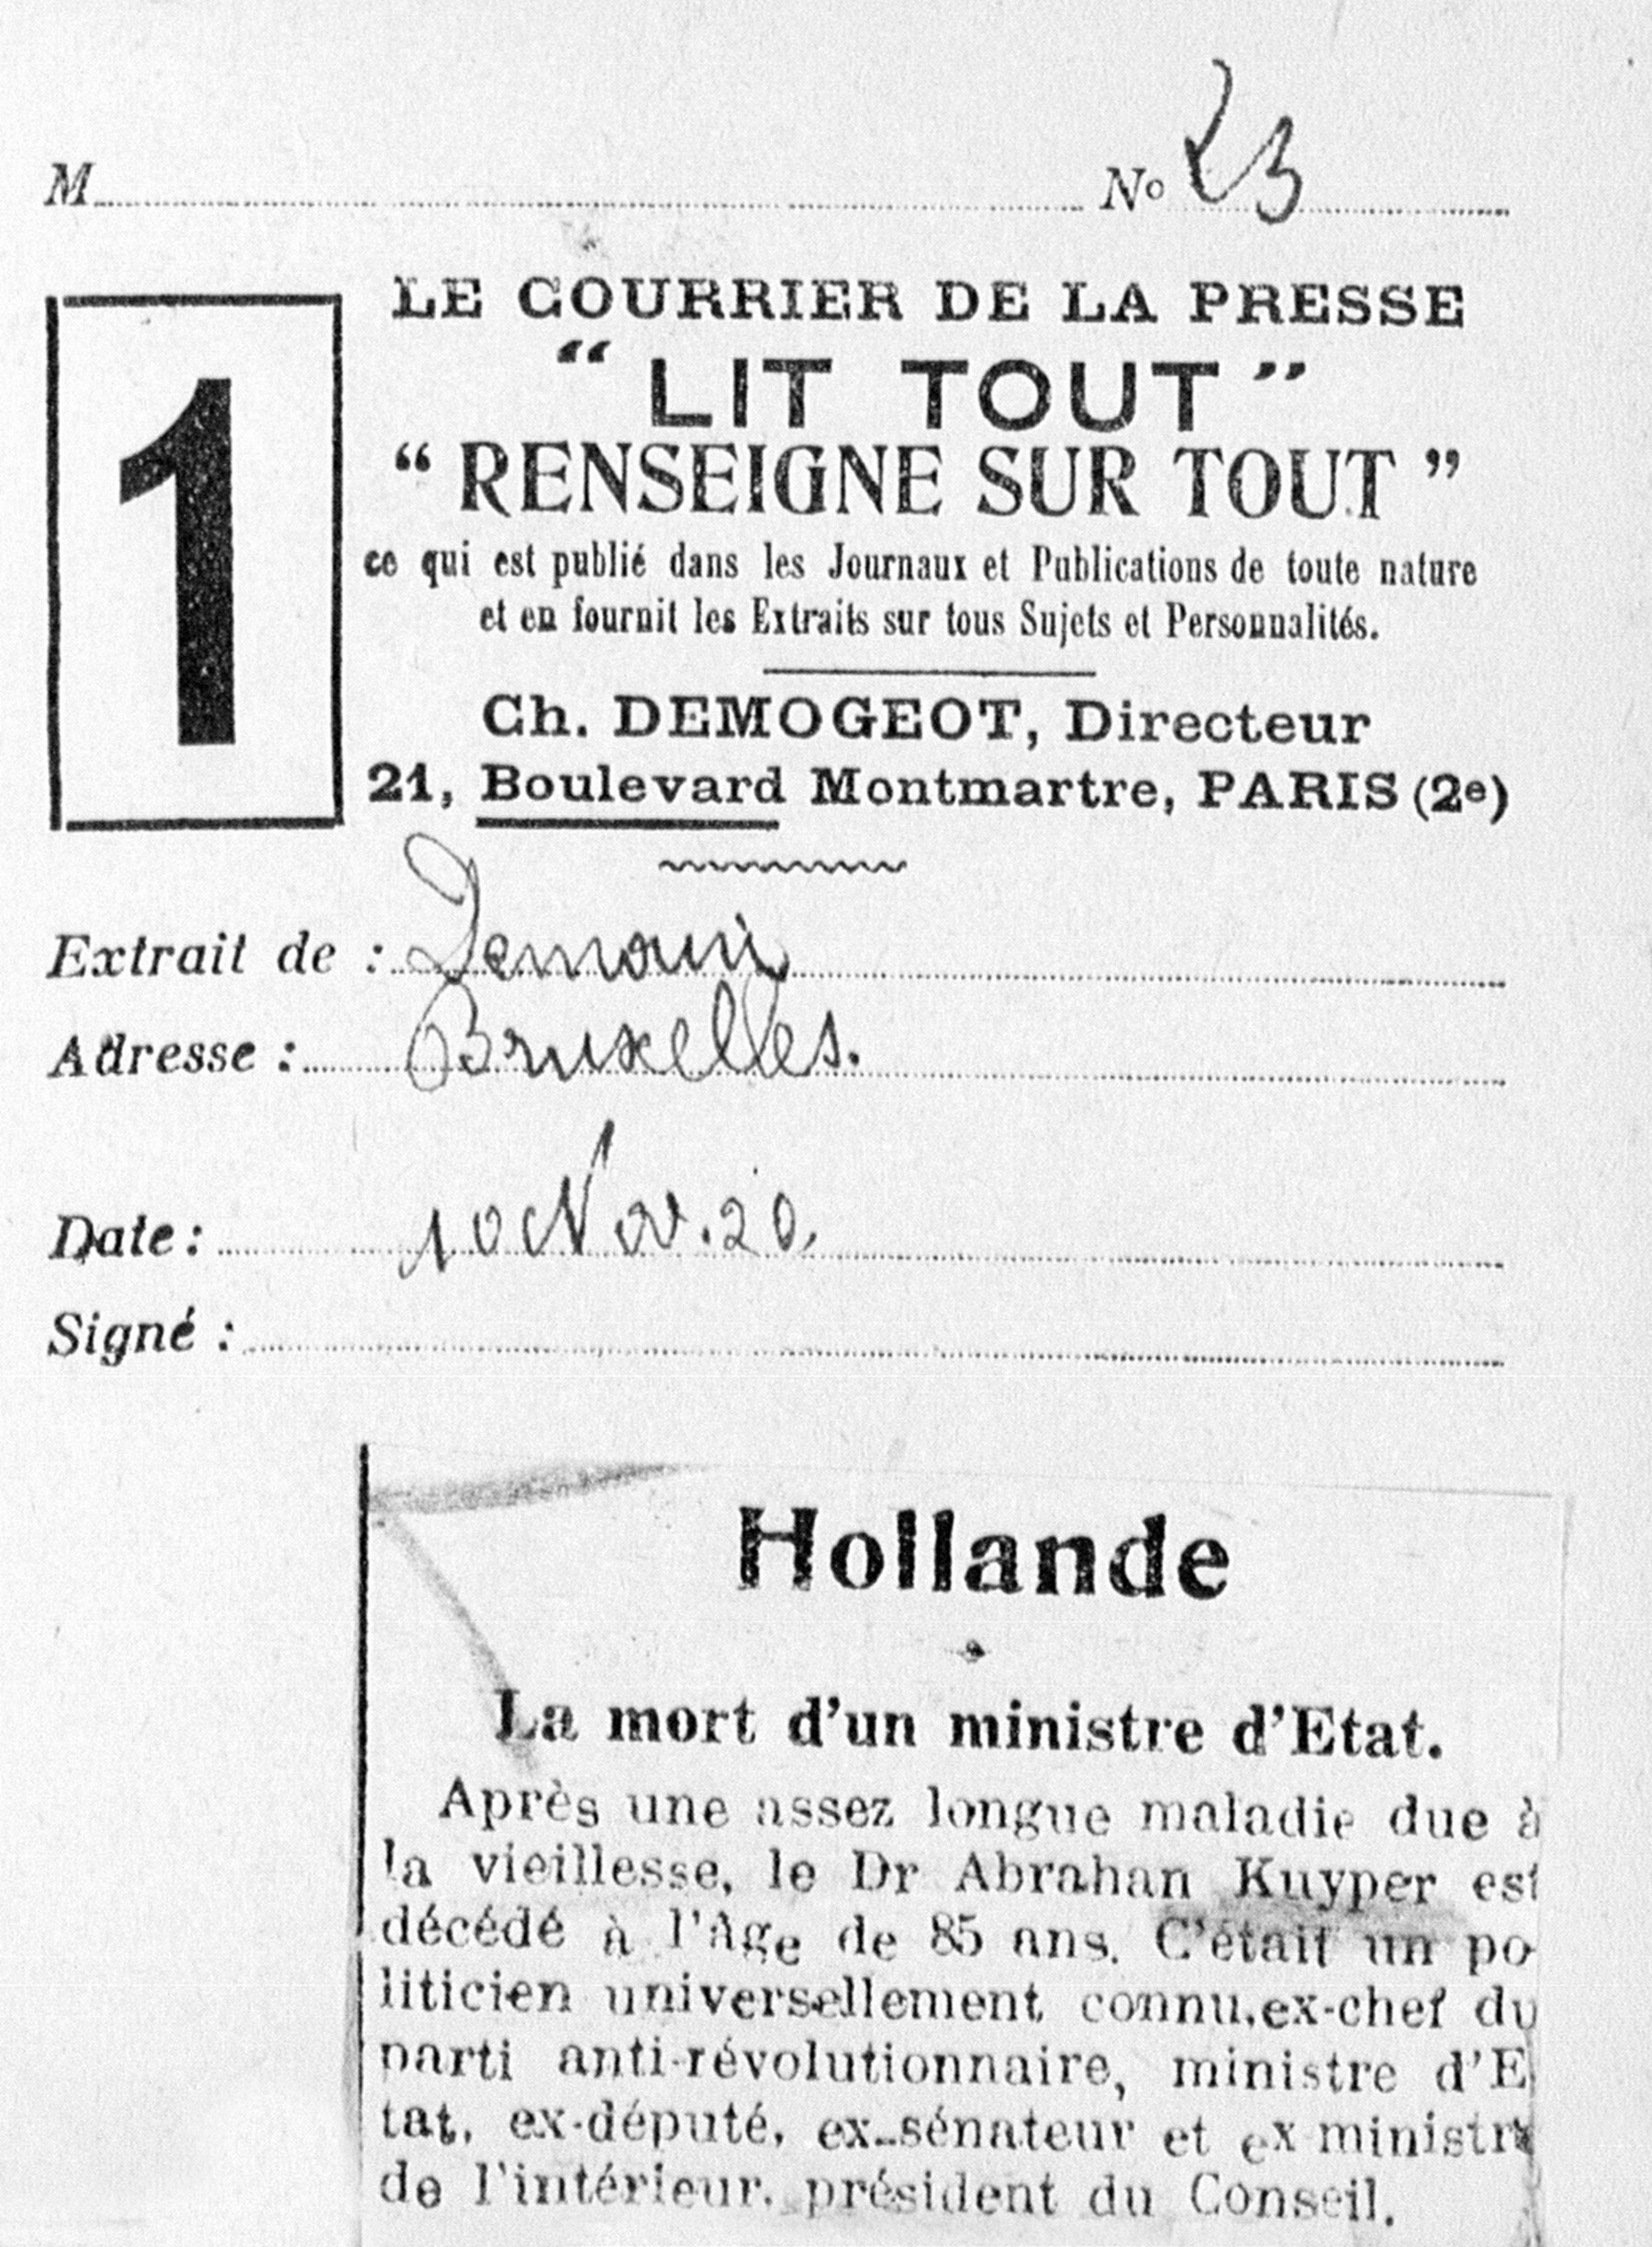 M
No 23
LE COURRIER DE LA PRESSE
1
“ LIT TOUT ”
“ RENSEIGNE SUR TOUT ”
ce qui est publié dans les Journaux et Publications de toute nature
et en fournit les Extraits sur tous Sujets et Personnalités.
Ch. DEMOGEOT, Directeur
21, Boulevard Montmartre, PARIS (2e)
Extrait de : Demain
Adresse : Bruxelles.
Date : 10 Nov. 20.
Signé :
Hollande
La mort d'un ministre d'Etat.
Après une assez longue maladie due à
la vieillesse, le Dr Abrahan Kuyper est
décédé à l'âge de 85 ans. C'était un po-
liticien universellement connu.ex-chef du
parti anti-révolutionnaire, ministre d'E
tat, ex-député, ex-sénateur et ex ministre
de l'intérieur. président du Conseil.